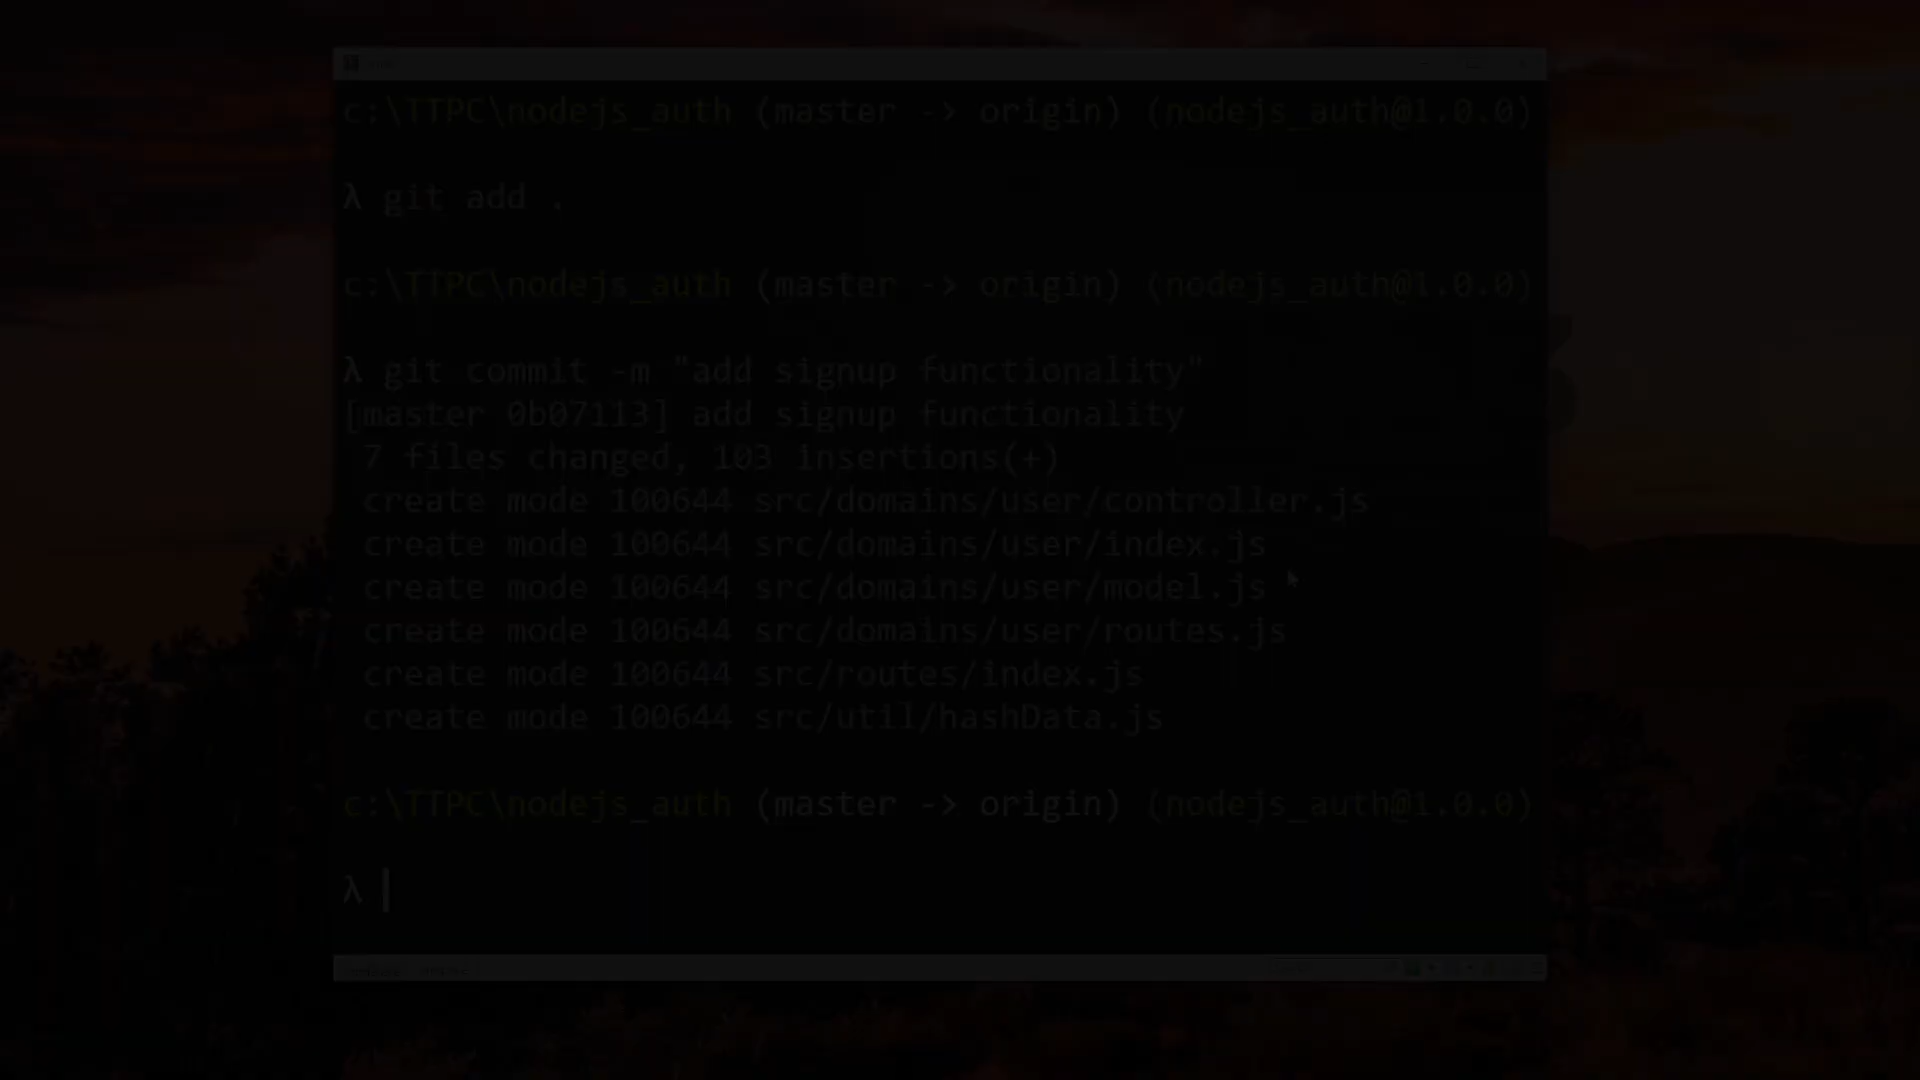 c:\TTPC\nodejs_auth (master -> origin) (nodejs_auth@1.0.0)
λ git add .
c:\TTPC\nodejs_auth (master -> origin) (nodejs_auth@1.0.0)
λ git commit -m "add signup functionality"
[master 0b07113] add signup functionality
7 files changed, 103 insertions(+)
create mode 100644 src/domains/user/controller.js
create mode 100644 src/domains/user/index.js
create mode 100644 src/domains/user/model.js
create mode 100644 src/domains/user/routes.js
create mode 100644 src/routes/index.js
create mode 100644 src/util/hashData.js
c:\TTPC\nodejs_auth (master -> origin) (nodejs_auth@1.0.0)
λ